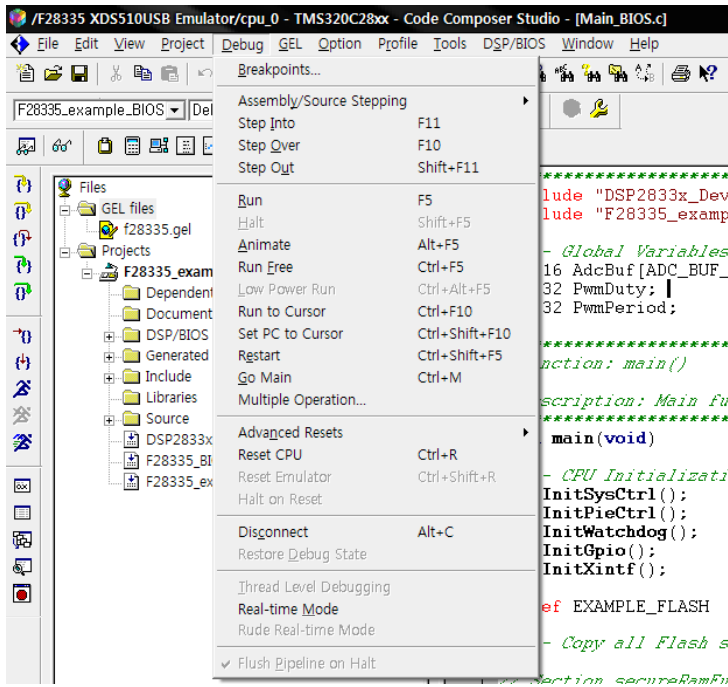 /F28335 XDS510USB Emulator/cpu_0 - TMS320C28xx - Code Composer Studio - [Main_BIOS.c]
File Edit View Project Debug GEL Option Profile Tools DSP/BIOS Window Help
F28335_example_BIOS
Files
GEL files
f28335.gel
Projects
F28335_exam
Dependent
Document
DSP/BIOS
Generated
Include
Libraries
Source
DSP2833x
F28335_BI
F28335_ex
Breakpoints...
Assembly/Source Stepping
Step Into F11
Step Over F10
Step Out Shift+F11
Run F5
Halt Shift+F5
Animate Alt+F5
Run Free Ctrl+F5
Low Power Run Ctrl+Alt+F5
Run to Cursor Ctrl+F10
Set PC to Cursor Ctrl+Shift+F10
Restart Ctrl+Shift+F5
Go Main Ctrl+M
Multiple Operation...
Advanced Resets
Reset CPU Ctrl+R
Reset Emulator Ctrl+Shift+R
Halt on Reset
Disconnect Alt+C
Restore Debug State
Thread Level Debugging
Real-time Mode
Rude Real-time Mode
Flush Pipeline on Halt
lude "DSP2833x_Dev
lude "F28335_examp
- Global Variables
16 AdcBuf[ADC_BUF_
32 PwmDuty;
32 PwmPeriod;
nction: main()
scription: Main fu
main(void)
- CPU Initializati
InitSysCtrl();
InitPieCtrl();
InitWatchdog();
InitGpio();
InitXintf();
ef EXAMPLE_FLASH
- Copy all Flash s
Section secureRamFu